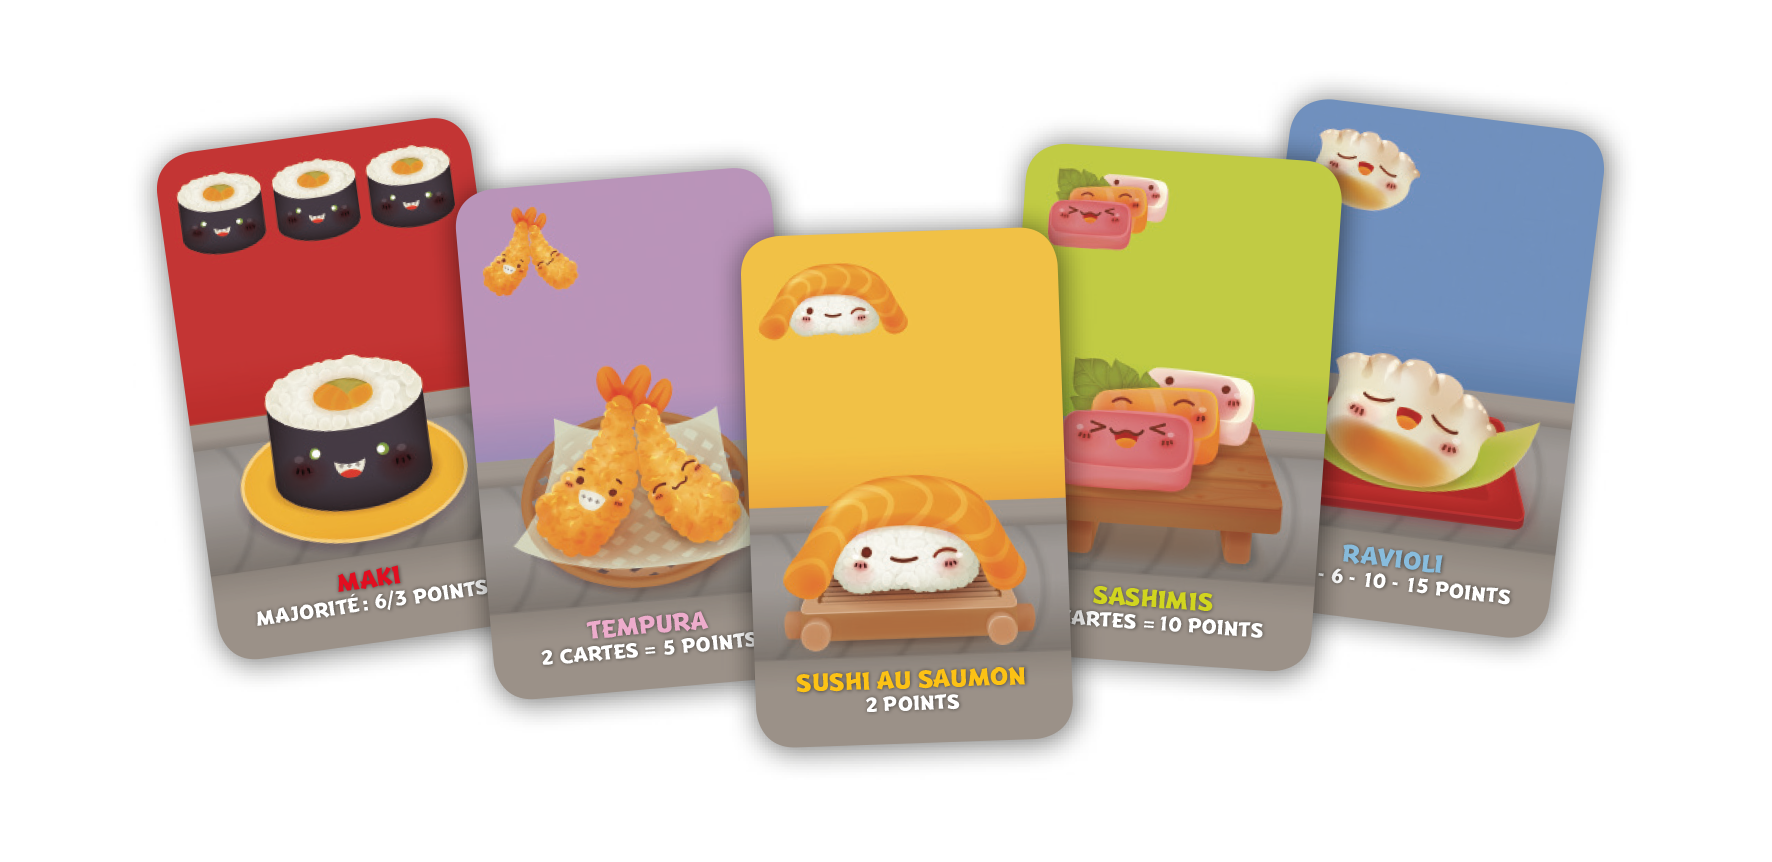 MAKI
MAJORITÉ : 6/3 POINTS
TEMPURA
2 CARTES = 5 POINTS
SUSHI AU SAUMON
2 POINTS
SASHIMIS
CARTES = 10 POINTS
RAVIOLI
- 6 - 10 - 15 POINTS